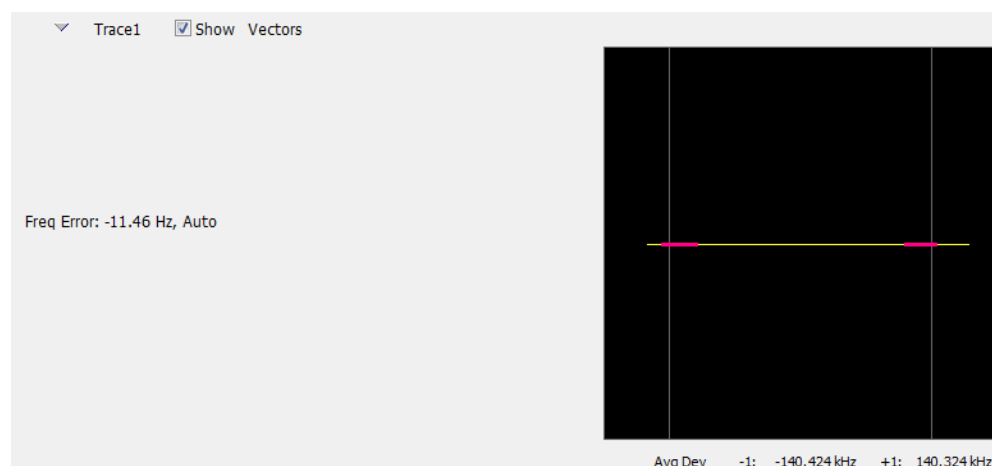 Trace1 Show Vectors
Freq Error: -11.46 Hz, Auto
Avg Dev -1: -140.424 kHz +1: 140.324 kHz